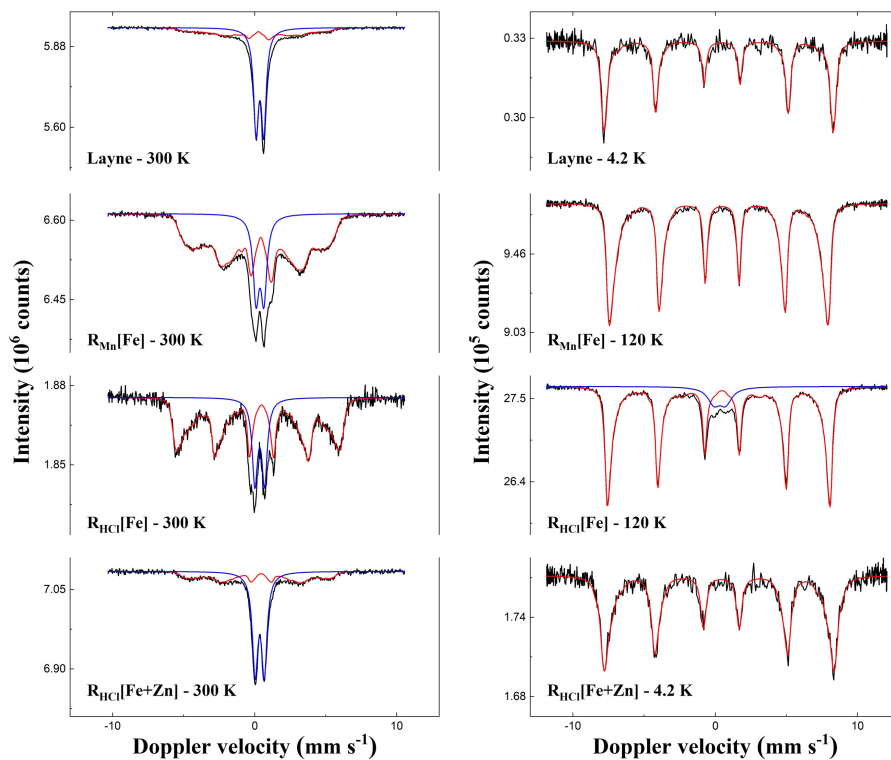 5.88
5.60
Layne - 300 K
6.60
6.45
R_Mn[Fe] - 300 K
1.88
1.85
R_HCl[Fe] - 300 K
7.05
6.90
R_HCl[Fe+Zn] - 300 K
-10 0 10
Doppler velocity (mm s⁻¹)
Intensity (10⁶ counts)
0.33
0.30
Layne - 4.2 K
9.46
9.03
R_Mn[Fe] - 120 K
27.5
26.4
R_HCl[Fe] - 120 K
1.74
1.68
R_HCl[Fe+Zn] - 4.2 K
-10 0 10
Doppler velocity (mm s⁻¹)
Intensity (10⁵ counts)